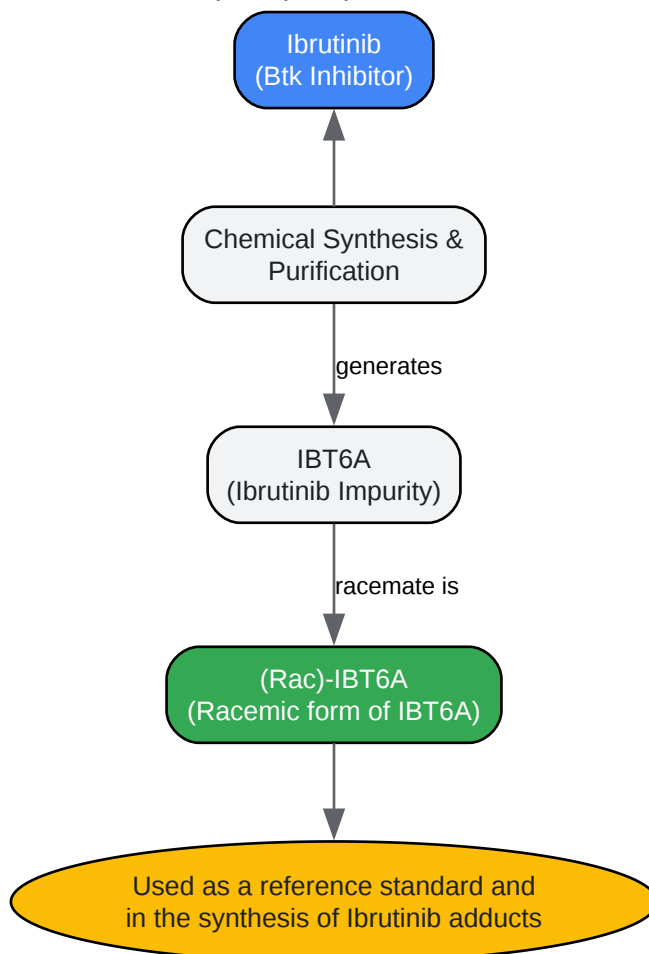 Ibrutinib
(Btk Inhibitor)
Chemical Synthesis &
Purification
generates
IBT6A
(Ibrutinib Impurity)
racemate is
(Rac)-IBT6A
(Racemic form of IBT6A)
Used as a reference standard and
in the synthesis of Ibrutinib adducts